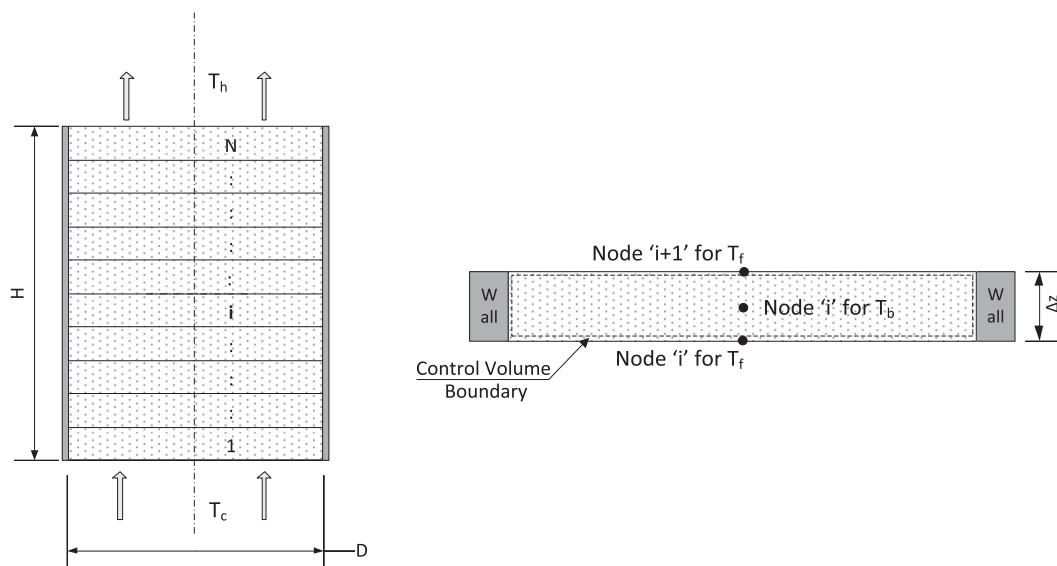 T_h
N
:
:
:
:
i
:
:
:
1
H
T_c
D
Node ‘i+1’ for T_f
W
all
Node ‘i’ for T_b
W
all
Δz
Node ‘i’ for T_f
Control Volume
Boundary